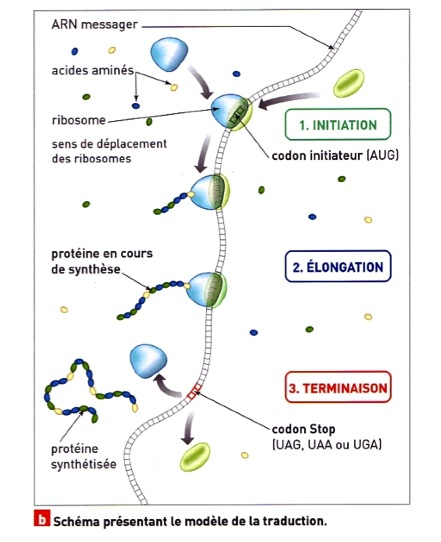 ARN messager
acides aminés
ribosome
sens de déplacement
des ribosomes
1. INITIATION
codon initiateur (AUG)
protéine en cours
de synthèse
2. ÉLONGATION
3. TERMINAISON
codon Stop
(UAG, UAA ou UGA)
protéine
synthétisée
b Schéma présentant le modèle de la traduction.